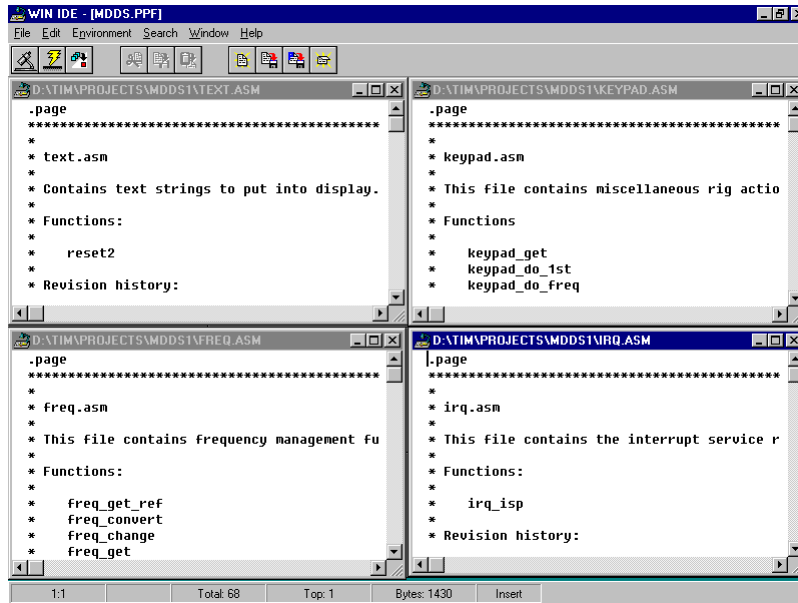 WIN IDE - [MDDS.PPF]
File Edit Environment Search Window Help
D:\TIM\PROJECTS\MDDS1\TEXT.ASM
.page
********************************************
*
* text.asm
*
* Contains text strings to put into display.
*
* Functions:
*
* reset2
*
* Revision history:
D:\TIM\PROJECTS\MDDS1\KEYPAD.ASM
.page
********************************************
*
* keypad.asm
*
* This file contains miscellaneous rig actio
*
* Functions
*
* keypad_get
* keypad_do_1st
* keypad_do_freq
D:\TIM\PROJECTS\MDDS1\FREQ.ASM
.page
********************************************
*
* freq.asm
*
* This file contains frequency management fu
*
* Functions:
*
* freq_get_ref
* freq_convert
* freq_change
* freq_get
D:\TIM\PROJECTS\MDDS1\IRQ.ASM
.page
********************************************
*
* irq.asm
*
* This file contains the interrupt service r
*
* Functions:
*
* irq_isp
*
* Revision history:
1:1 Total: 68 Top: 1 Bytes: 1430 Insert